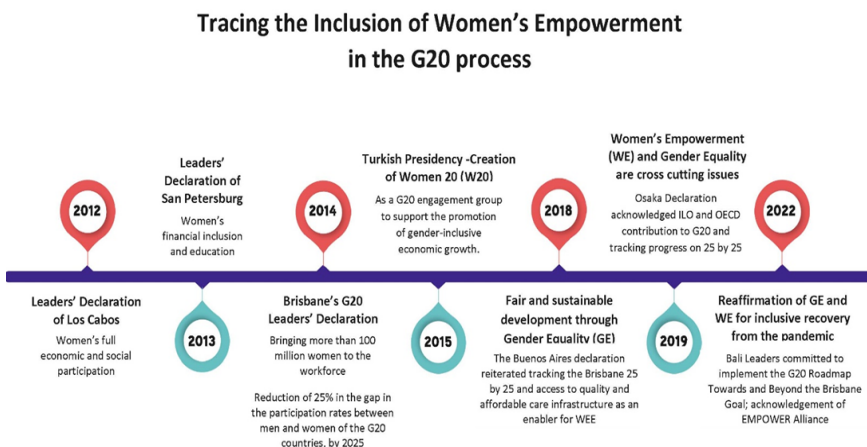 Tracing the Inclusion of Women's Empowerment
in the G20 process
2012
Leaders' Declaration
of Los Cabos
Women's full
economic and social
participation
Leaders'
Declaration of
San Petersburg
Women's
financial inclusion
and education
2013
2014
Brisbane's G20
Leaders' Declaration
Bringing more than 100
million women to the
workforce
Reduction of 25% in the gap in
the participation rates between
men and women of the G20
countries, by 2025
Turkish Presidency -Creation
of Women 20 (W20)
As a G20 engagement group
to support the promotion
of gender-inclusive
economic growth.
2015
2018
Fair and sustainable
development through
Gender Equality (GE)
The Buenos Aires declaration
reiterated tracking the Brisbane 25
by 25 and access to quality and
affordable care infrastructure as an
enabler for WEE
Women's Empowerment
(WE) and Gender Equality
are cross cutting issues
Osaka Declaration
acknowledged ILO and OECD
contribution to G20 and
tracking progress on 25 by 25
2019
2022
Reaffirmation of GE and
WE for inclusive recovery
from the pandemic
Bali Leaders committed to
implement the G20 Roadmap
Towards and Beyond the Brisbane
Goal; acknowledgement of
EMPOWER Alliance